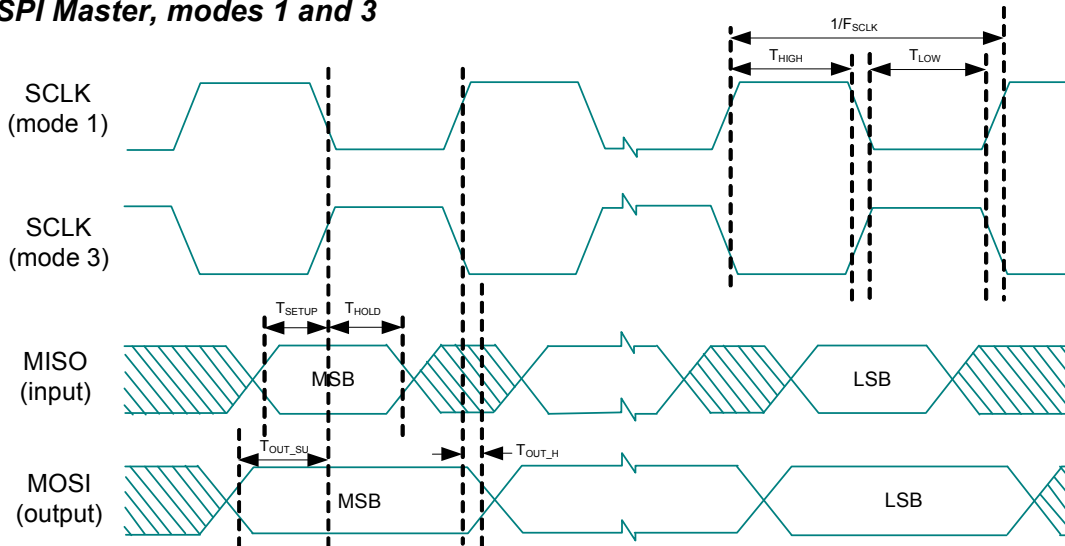 SPI Master, modes 1 and 3
1/FSCLK
THIGH
TLOW
SCLK
(mode 1)
SCLK
(mode 3)
TSETUP
THOLD
MISO
(input)
MSB
LSB
TOUT_SU
TOUT_H
MOSI
(output)
MSB
LSB